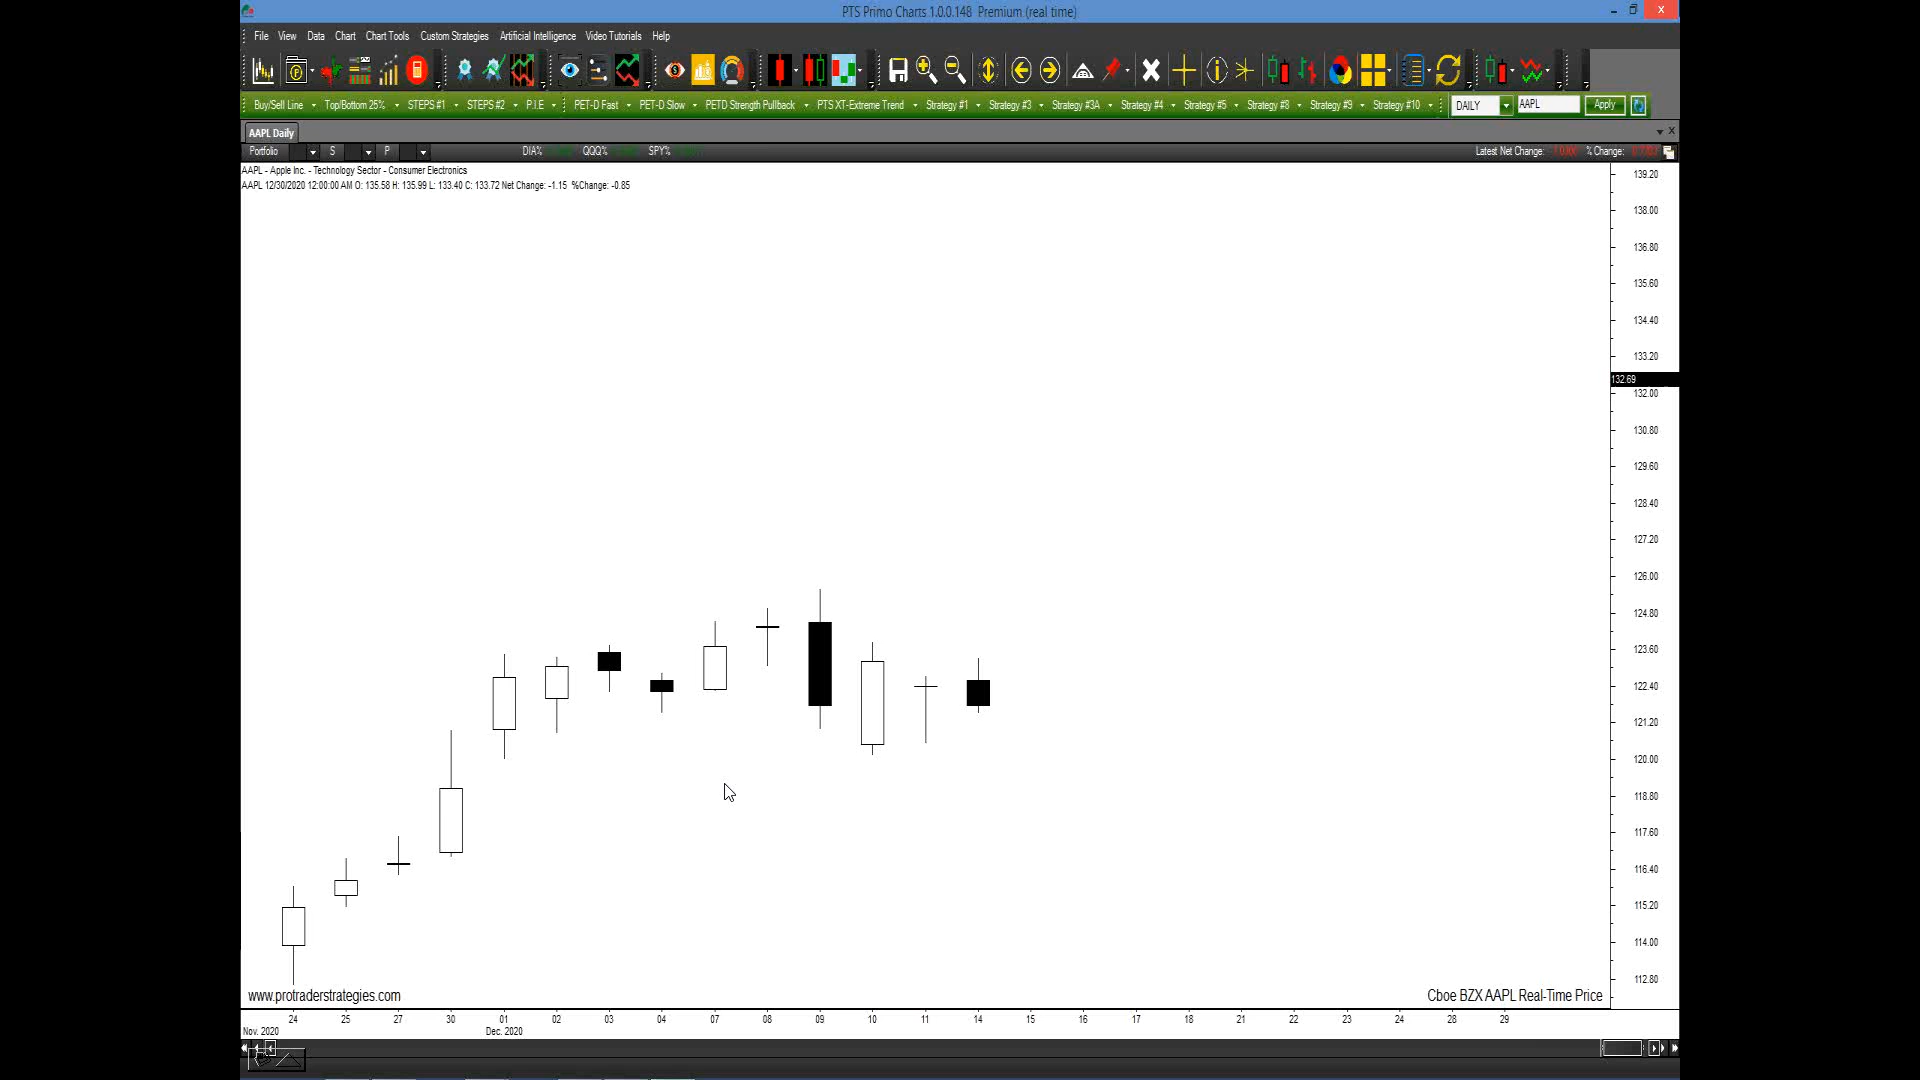 PTS Primo Charts 1.0.0.148 Premium (real time)
File View Data Chart Chart Tools Custom Strategies Artificial Intelligence Video Tutorials Help
Buy/Sell Line Top/Bottom 25% STEPS #1 STEPS #2 P.I.E PET-D Fast PET-D Slow PETD Strength Pullback PTS XT-Extreme Trend Strategy #1 Strategy #3 Strategy #3A Strategy #4 Strategy #5 Strategy #8 Strategy #9 Strategy #10 DAILY AAPL Apply
AAPL Daily
Portfolio S P DIA% QQQ% SPY% Latest Net Change: % Change:
AAPL - Apple Inc. - Technology Sector - Consumer Electronics
AAPL 12/30/2020 12:00:00 AM O: 135.58 H: 135.99 L: 133.40 C: 133.72 Net Change: -1.15 %Change: -0.85
139.20
138.00
136.80
135.60
134.40
133.20
132.69
132.00
130.80
129.60
128.40
127.20
126.00
124.80
123.60
122.40
121.20
120.00
118.80
117.60
116.40
115.20
114.00
112.80
www.protraderstrategies.com Cboe BZX AAPL Real-Time Price
24 25 27 30 01 02 03 04 07 08 09 10 11 14 15 16 17 18 21 22 23 24 28 29
Nov. 2020 Dec. 2020